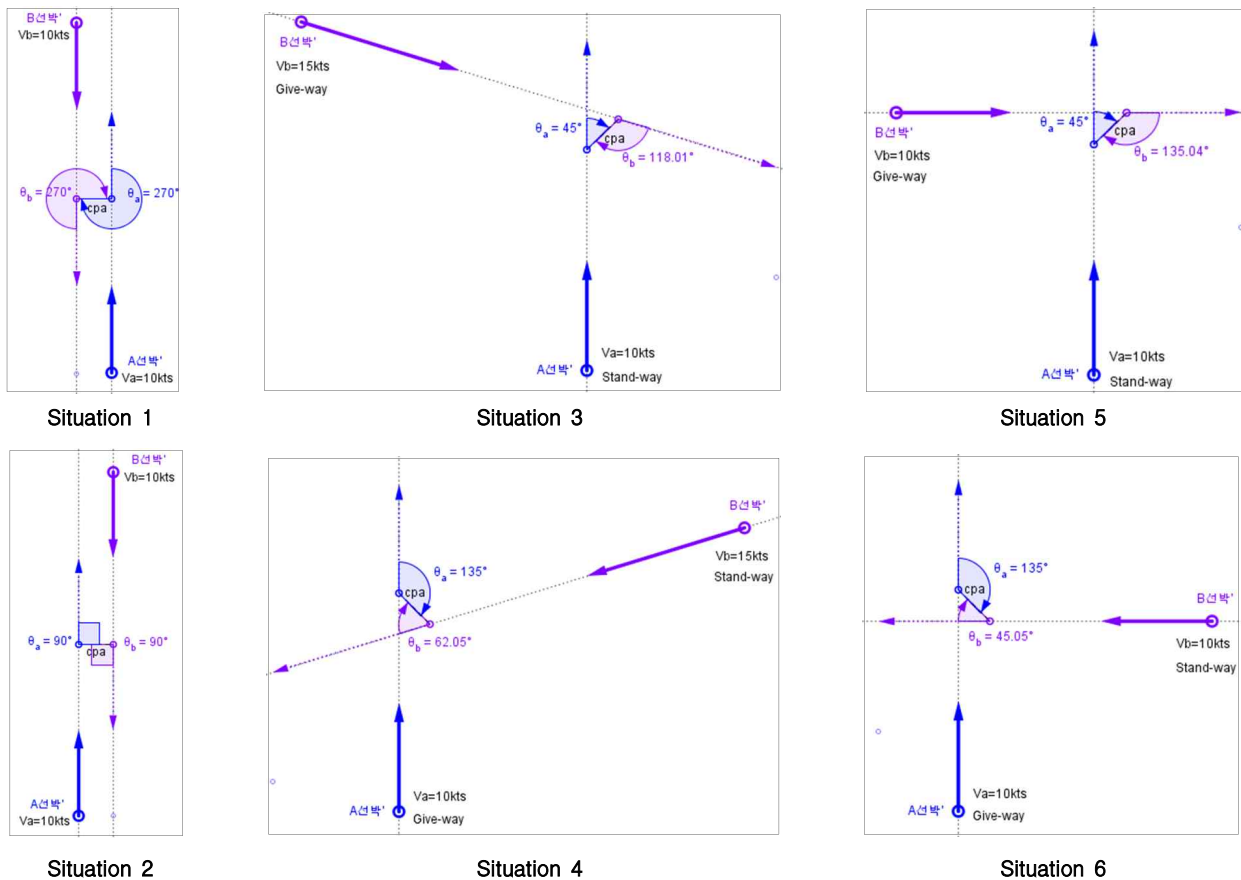 B선박'
Vb=10kts
θb = 270°
θa = 270°
cpa
A선박'
Va=10kts
Situation 1
B선박'
Vb=15kts
Give-way
θa = 45°
cpa
θb = 118.01°
Va=10kts
A선박'
Stand-way
Situation 3
B선박'
Vb=10kts
Give-way
θa = 45°
cpa
θb = 135.04°
Va=10kts
A선박'
Stand-way
Situation 5
B선박'
Vb=10kts
θa = 90°
θb = 90°
cpa
A선박'
Va=10kts
Situation 2
B선박'
Vb=15kts
Stand-way
θa = 135°
cpa
θb = 62.05°
Va=10kts
A선박'
Give-way
Situation 4
θa = 135°
cpa
B선박'
θb = 45.05°
Vb=10kts
Stand-way
Va=10kts
A선박'
Give-way
Situation 6